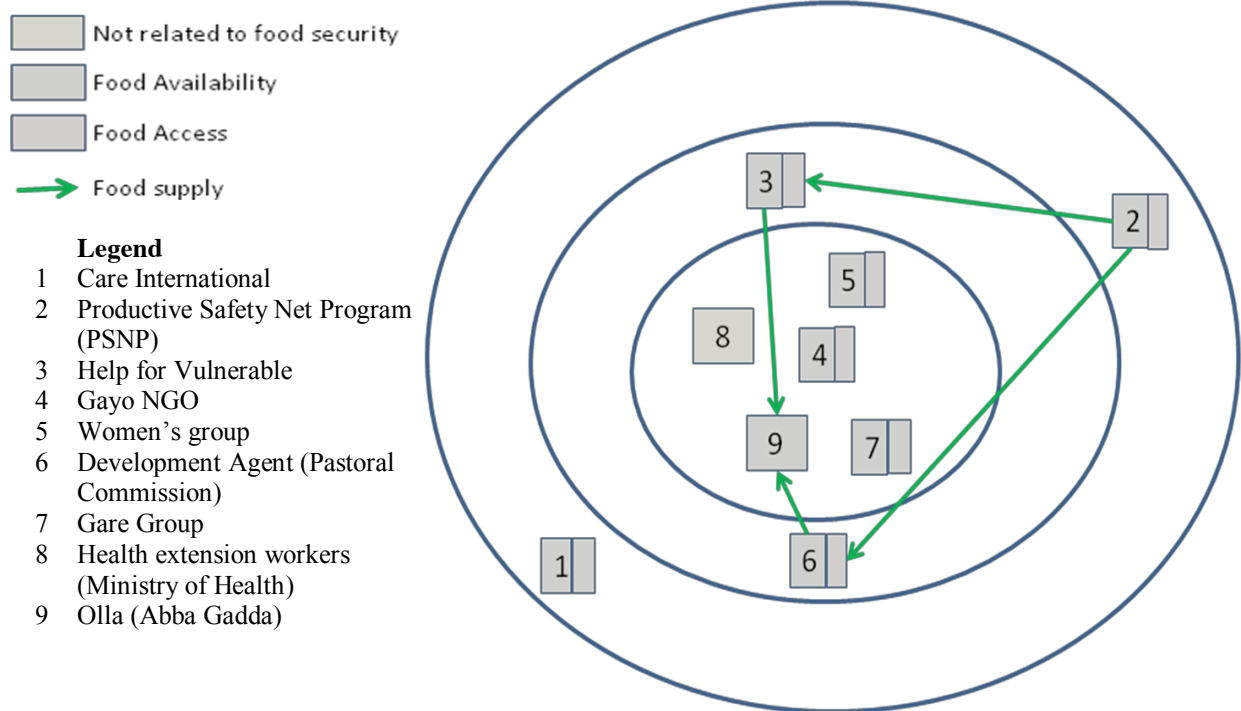 Not related to food security
Food Availability
Food Access
Food supply
Legend
1 Care International
2 Productive Safety Net Program
(PSNP)
3 Help for Vulnerable
4 Gayo NGO
5 Women’s group
6 Development Agent (Pastoral
Commission)
7 Gare Group
8 Health extension workers
(Ministry of Health)
9 Olla (Abba Gadda)
3
2
5
8
4
9
7
1
6